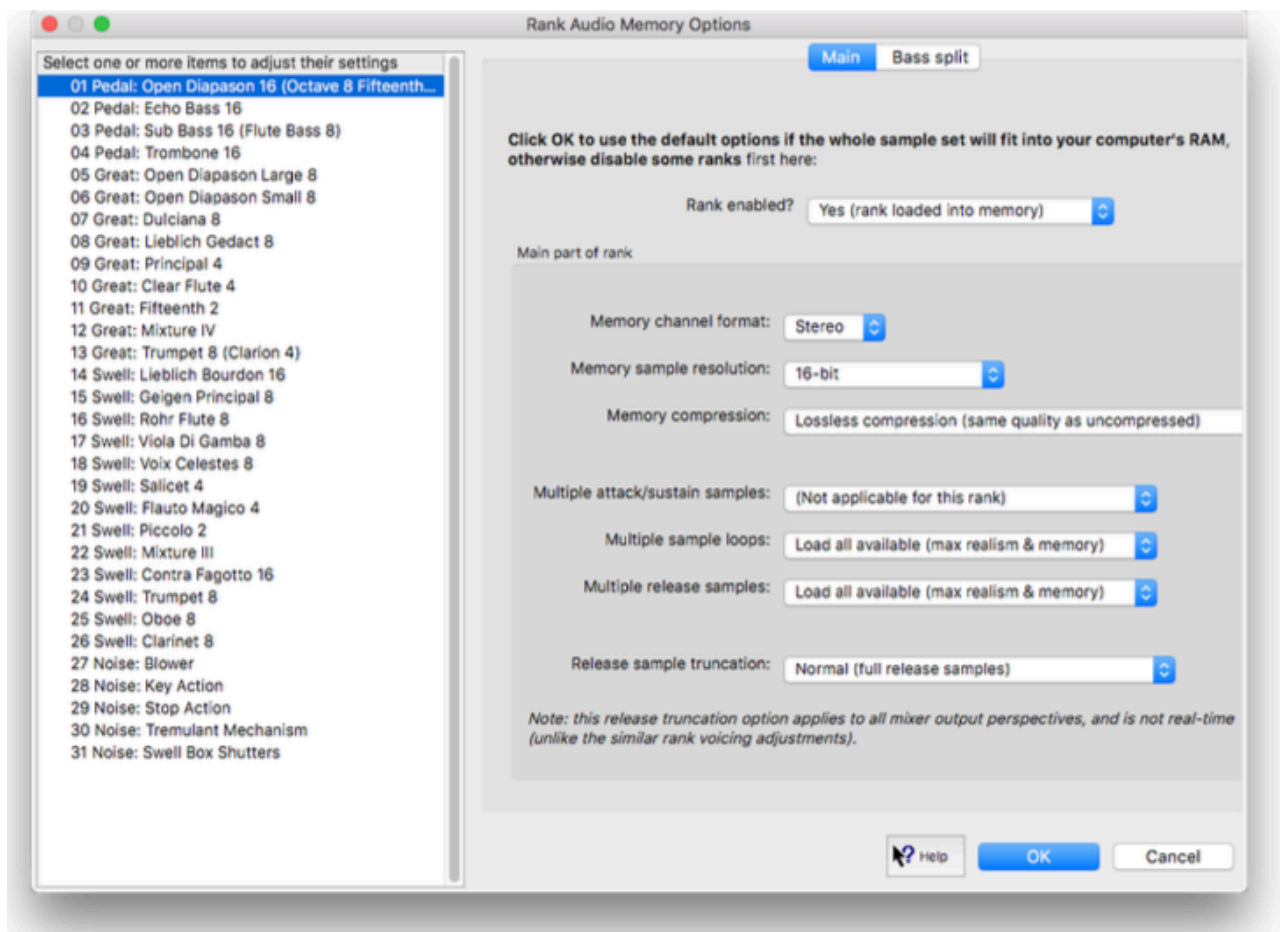 Rank Audio Memory Options
Select one or more items to adjust their settings
01 Pedal: Open Diapason 16 (Octave 8 Fifteenth...
02 Pedal: Echo Bass 16
03 Pedal: Sub Bass 16 (Flute Bass 8)
04 Pedal: Trombone 16
05 Great: Open Diapason Large 8
06 Great: Open Diapason Small 8
07 Great: Dulciana 8
08 Great: Lieblich Gedact 8
09 Great: Principal 4
10 Great: Clear Flute 4
11 Great: Fifteenth 2
12 Great: Mixture IV
13 Great: Trumpet 8 (Clarion 4)
14 Swell: Lieblich Bourdon 16
15 Swell: Geigen Principal 8
16 Swell: Rohr Flute 8
17 Swell: Viola Di Gamba 8
18 Swell: Voix Celestes 8
19 Swell: Salicet 4
20 Swell: Flauto Magico 4
21 Swell: Piccolo 2
22 Swell: Mixture III
23 Swell: Contra Fagotto 16
24 Swell: Trumpet 8
25 Swell: Oboe 8
26 Swell: Clarinet 8
27 Noise: Blower
28 Noise: Key Action
29 Noise: Stop Action
30 Noise: Tremulant Mechanism
31 Noise: Swell Box Shutters
Main Bass split
Click OK to use the default options if the whole sample set will fit into your computer's RAM,
otherwise disable some ranks first here:
Rank enabled? Yes (rank loaded into memory)
Main part of rank
Memory channel format: Stereo
Memory sample resolution: 16-bit
Memory compression: Lossless compression (same quality as uncompressed)
Multiple attack/sustain samples: (Not applicable for this rank)
Multiple sample loops: Load all available (max realism & memory)
Multiple release samples: Load all available (max realism & memory)
Release sample truncation: Normal (full release samples)
Note: this release truncation option applies to all mixer output perspectives, and is not real-time
(unlike the similar rank voicing adjustments).
? Help OK Cancel